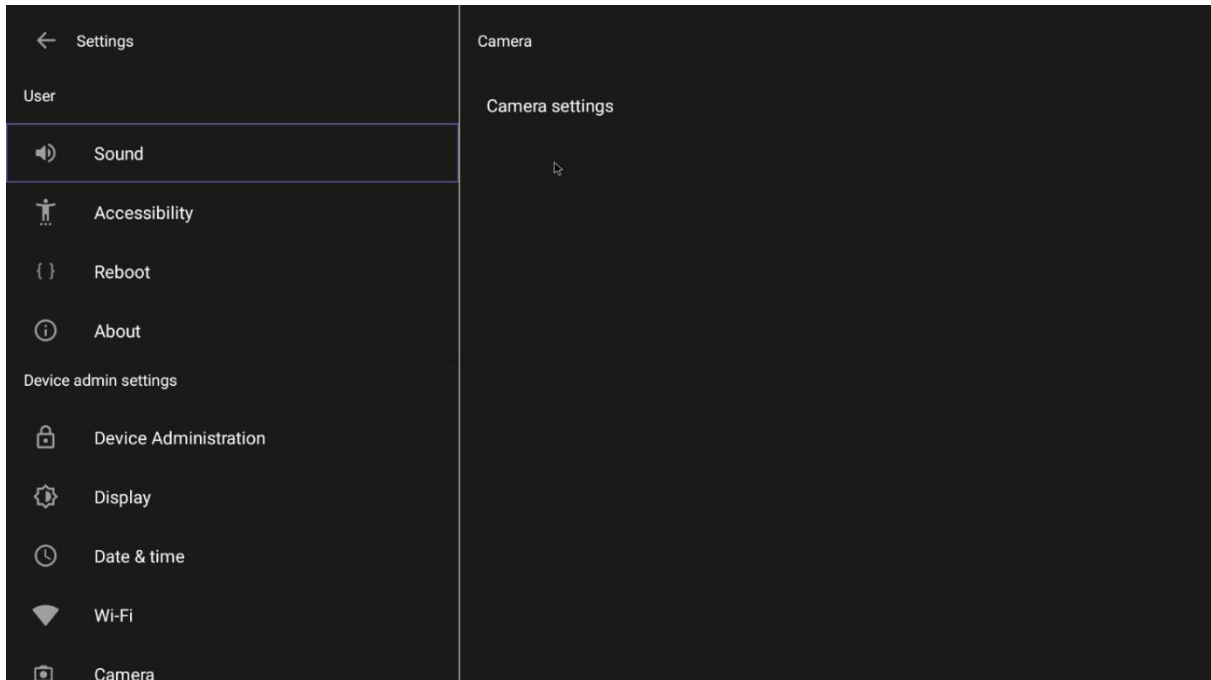 Settings
User
Sound
Accessibility
Reboot
About
Device admin settings
Device Administration
Display
Date & time
Wi-Fi
Camera
Camera
Camera settings